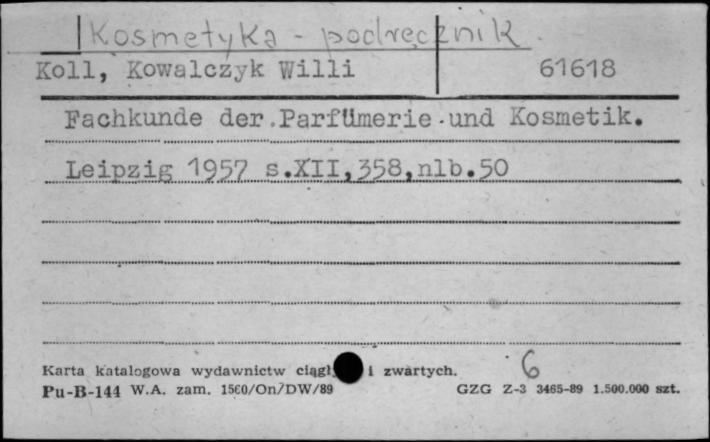 Kosmetyka - podręcznik
Koll, Kowalczyk Willi 61618
Fachkunde der Parfümerie und Kosmetik.
Leipzig 1957 s.XII,358,nlb.50
Karta katalogowa wydawnictw i zwartych. 6
Pu-B-144 W.A. zam. 1500/On/DW/89 GZG Z-3 3465-89 1.500.000 szt.